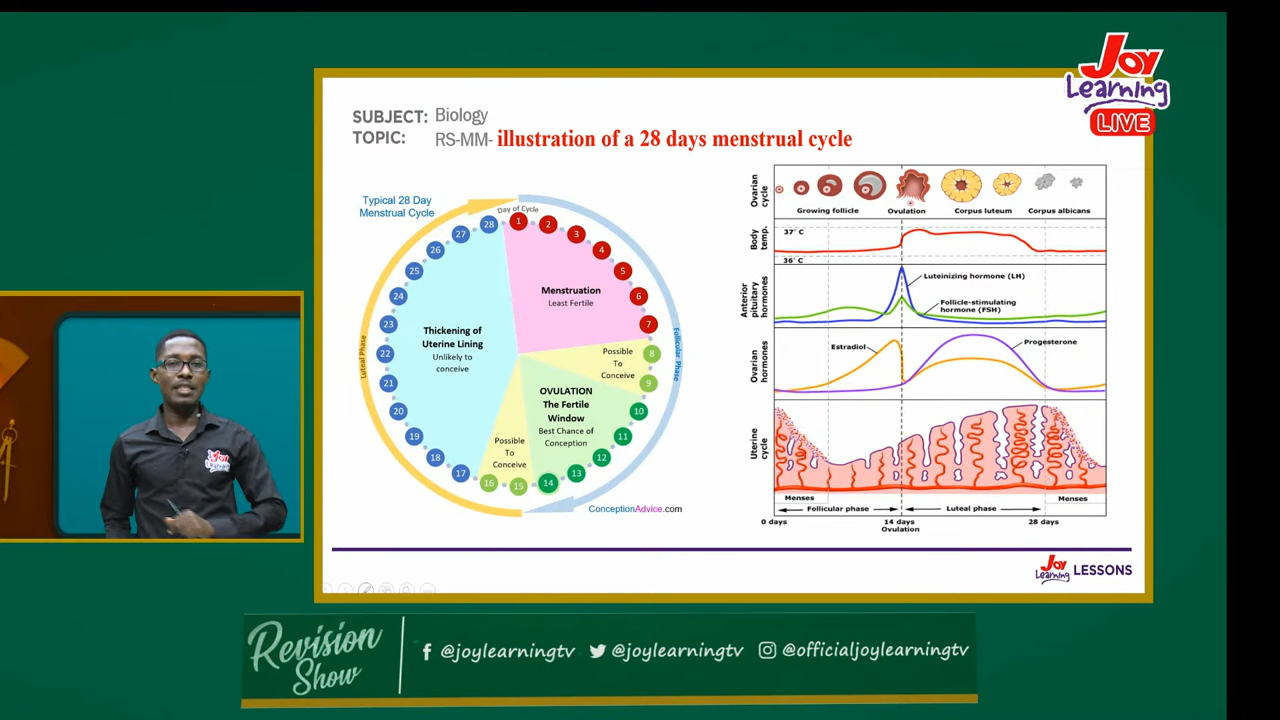 Joy
Learning
LIVE
SUBJECT: Biology
TOPIC: RS-MM- illustration of a 28 days menstrual cycle
Typical 28 Day
Menstrual Cycle
Day of Cycle
1
2
3
4
5
6
7
8
9
10
11
12
13
14
15
16
17
18
19
20
21
22
23
24
25
26
27
28
Menstruation
Least Fertile
Possible
To
Conceive
OVULATION
The Fertile
Window
Best Chance of
Conception
Possible
To
Conceive
Thickening of
Uterine Lining
Unlikely to
conceive
Luteal Phase
Follicular Phase
ConceptionAdvice.com
Ovarian
cycle
Growing follicle
Ovulation
Corpus luteum
Corpus albicans
Body
temp.
37° C
36° C
Anterior
pituitary
hormones
Luteinizing hormone (LH)
Follicle-stimulating
hormone (FSH)
Ovarian
hormones
Estradiol
Progesterone
Uterine
cycle
Menses
Menses
Follicular phase
Luteal phase
0 days
14 days
28 days
Ovulation
Joy
Learning
LESSONS
Joy
Learning
Revision
Show
@joylearningtv
@joylearningtv
@officialjoylearningtv